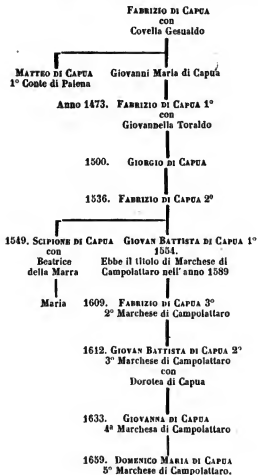 FABRIZIO DI CAPUA
con
Covella Gesualdo
MATTEO DI CAPUA
1° Conte di Palena
Giovanni Maria di Capua
Anno 1473. FABRIZIO DI CAPUA 1°
con
Giovannella Toraldo
1500. GIORGIO DI CAPUA
1536. FABRIZIO DI CAPUA 2°
1549. SCIPIONE DI CAPUA
con
Beatrice
della Marra
Maria
GIOVAN BATTISTA DI CAPUA 1°
1554.
Ebbe il titolo di Marchese di
Campolattaro nell'anno 1589
1609. FABRIZIO DI CAPUA 3°
2° Marchese di Campolattaro
1612. GIOVAN BATTISTA DI CAPUA 2°
3° Marchese di Campolattaro
con
Dorotea di Capua
1633. GIOVANNA DI CAPUA
4ª Marchesa di Campolattaro
1659. DOMENICO MARIA DI CAPUA
5° Marchese di Campolattaro.